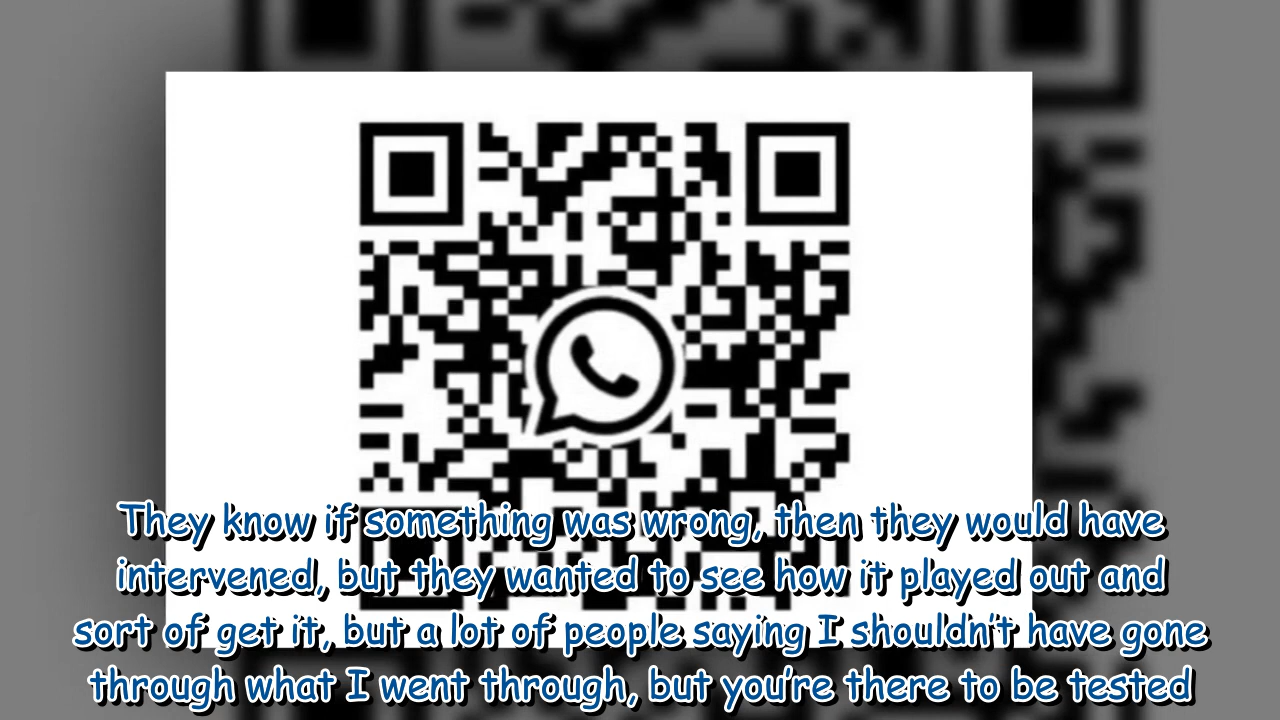 They know if something was wrong, then they would have
intervened, but they wanted to see how it played out and
sort of get it, but a lot of people saying I shouldn't have gone
through what I went through, but you're there to be tested